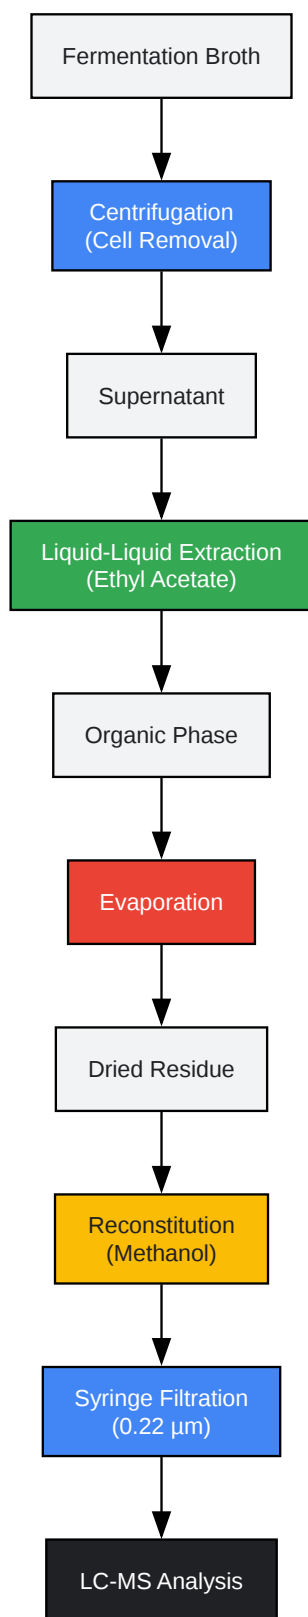 Fermentation Broth
Centrifugation
(Cell Removal)
Supernatant
Liquid-Liquid Extraction
(Ethyl Acetate)
Organic Phase
Evaporation
Dried Residue
Reconstitution
(Methanol)
Syringe Filtration
(0.22 µm)
LC-MS Analysis